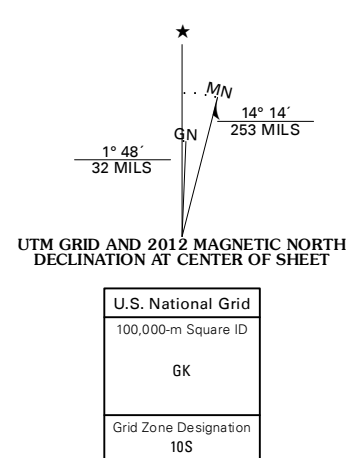 ★
MN
14° 14´
253 MILS
GN
1° 48´
32 MILS
UTM GRID AND 2012 MAGNETIC NORTH
DECLINATION AT CENTER OF SHEET
U.S. National Grid
100,000-m Square ID
GK
Grid Zone Designation
10S